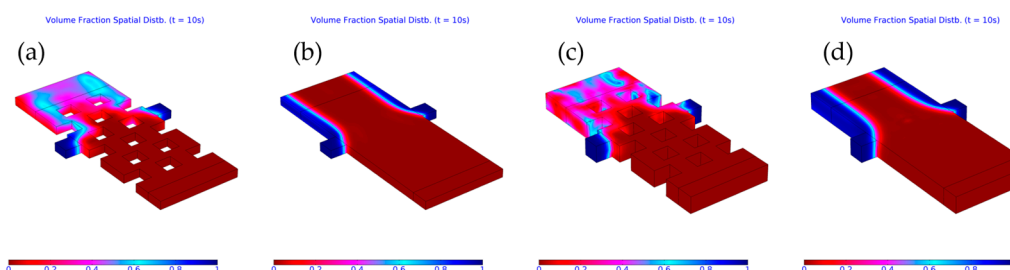 Volume Fraction Spatial Distb. (t = 10s) Volume Fraction Spatial Distb. (t = 10s) Volume Fraction Spatial Distb. (t = 10s) Volume Fraction Spatial Distb. (t = 10s)
(a) (b) (c) (d)
0 0.2 0.4 0.6 0.8 1 0 0.2 0.4 0.6 0.8 1 0 0.2 0.4 0.6 0.8 1 0 0.2 0.4 0.6 0.8 1